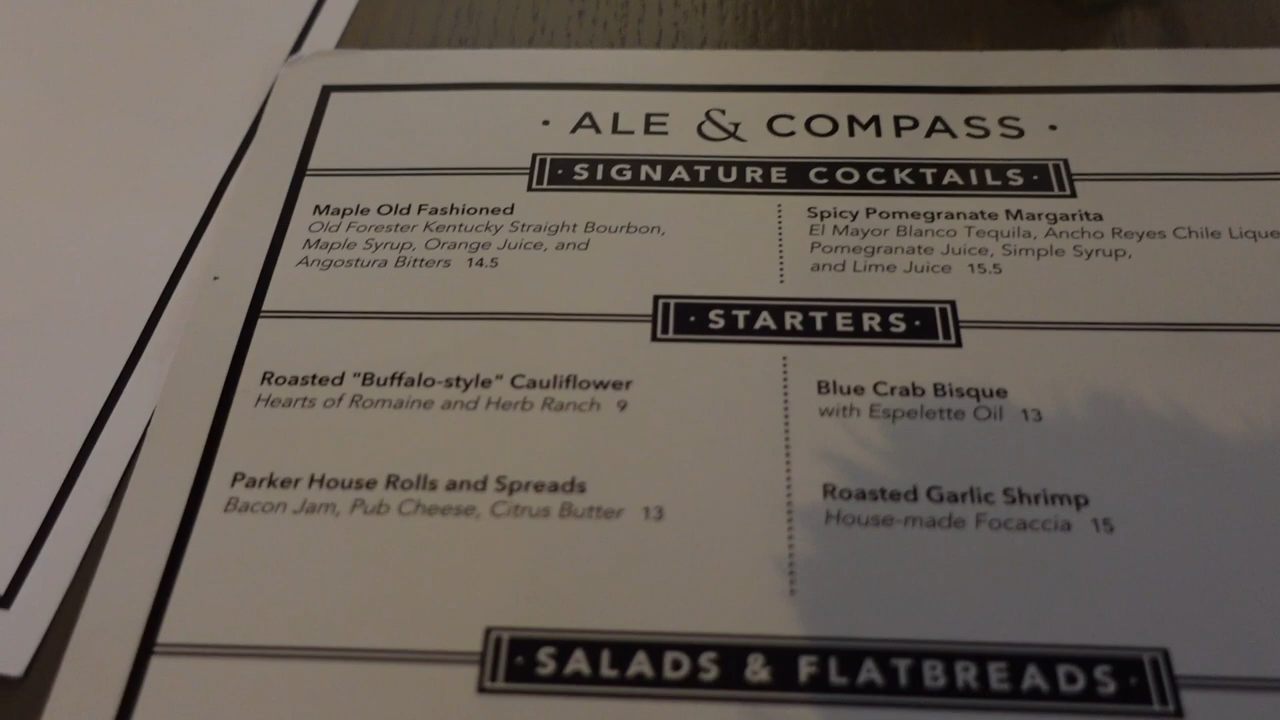 · ALE & COMPASS ·
· SIGNATURE COCKTAILS ·
Maple Old Fashioned
Old Forester Kentucky Straight Bourbon,
Maple Syrup, Orange Juice, and
Angostura Bitters 14.5
Spicy Pomegranate Margarita
El Mayor Blanco Tequila, Ancho Reyes Chile Lique
Pomegranate Juice, Simple Syrup,
and Lime Juice 15.5
· STARTERS ·
Roasted "Buffalo-style" Cauliflower
Hearts of Romaine and Herb Ranch 9
Blue Crab Bisque
with Espelette Oil 13
Parker House Rolls and Spreads
Bacon Jam, Pub Cheese, Citrus Butter 13
Roasted Garlic Shrimp
House-made Focaccia 15
· SALADS & FLATBREADS ·